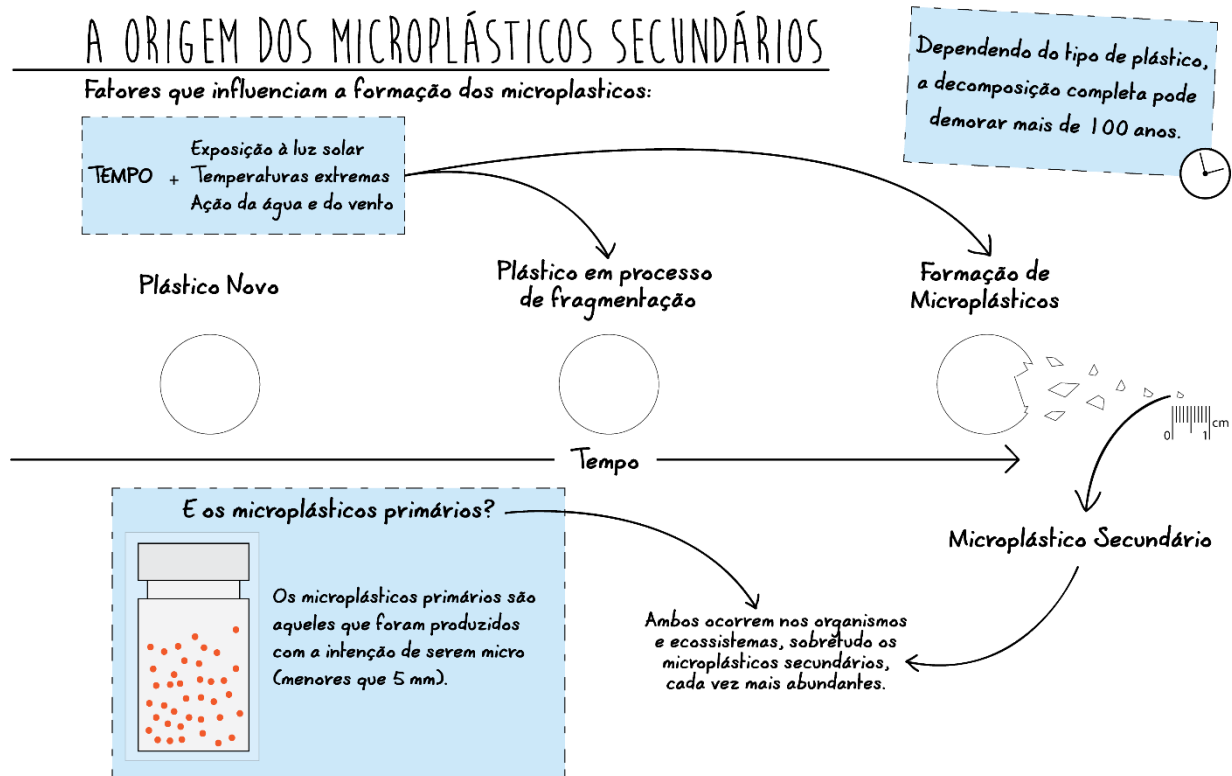 A ORIGEM DOS MICROPLÁSTICOS SECUNDÁRIOS
Fatores que influenciam a formação dos microplasticos:
TEMPO +
Exposição à luz solar
Temperaturas extremas
Ação da água e do vento
Dependendo do tipo de plástico,
a decomposição completa pode
demorar mais de 100 anos.
Plástico Novo
Plástico em processo
de fragmentação
Formação de
Microplásticos
0 1 cm
Tempo
Microplástico Secundário
E os microplásticos primários?
Os microplásticos primários são
aqueles que foram produzidos
com a intenção de serem micro
(menores que 5 mm).
Ambos ocorrem nos organismos
e ecossistemas, sobretudo os
microplásticos secundários,
cada vez mais abundantes.